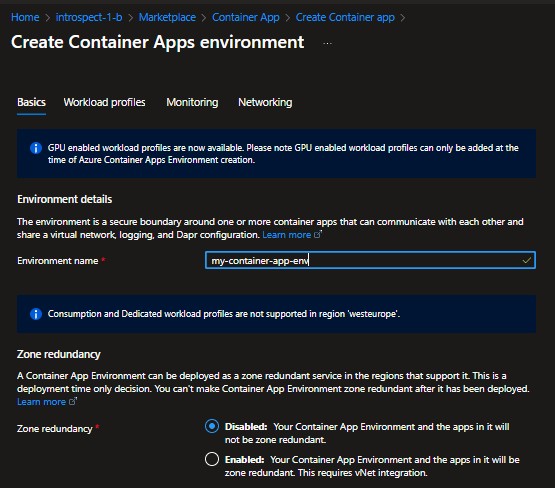 Home > introspect-1-b > Marketplace > Container App > Create Container app >
Create Container Apps environment ...
Basics Workload profiles Monitoring Networking
GPU enabled workload profiles are now available. Please note GPU enabled workload profiles can only be added at the
time of Azure Container Apps Environment creation.
Environment details
The environment is a secure boundary around one or more container apps that can communicate with each other and
share a virtual network, logging, and Dapr configuration. Learn more
Environment name * my-container-app-env
Consumption and Dedicated workload profiles are not supported in region 'westeurope'.
Zone redundancy
A Container App Environment can be deployed as a zone redundant service in the regions that support it. This is a
deployment time only decision. You can't make Container App Environment zone redundant after it has been deployed.
Learn more
Zone redundancy * Disabled: Your Container App Environment and the apps in it will
not be zone redundant.
Enabled: Your Container App Environment and the apps in it will be
zone redundant. This requires vNet integration.